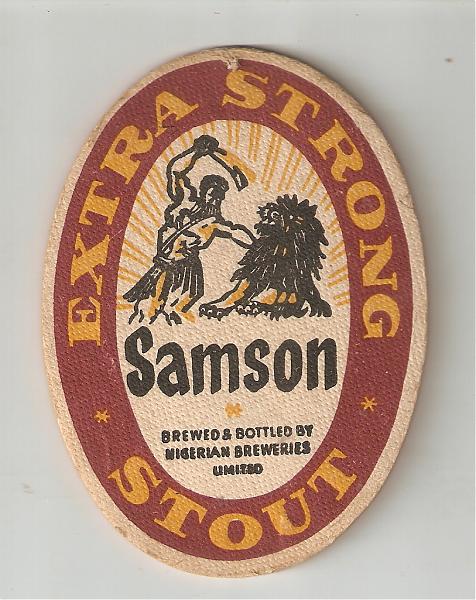 EXTRA STRONG
Samson
BREWED & BOTTLED BY
NIGERIAN BREWERIES
LIMITED
STOUT